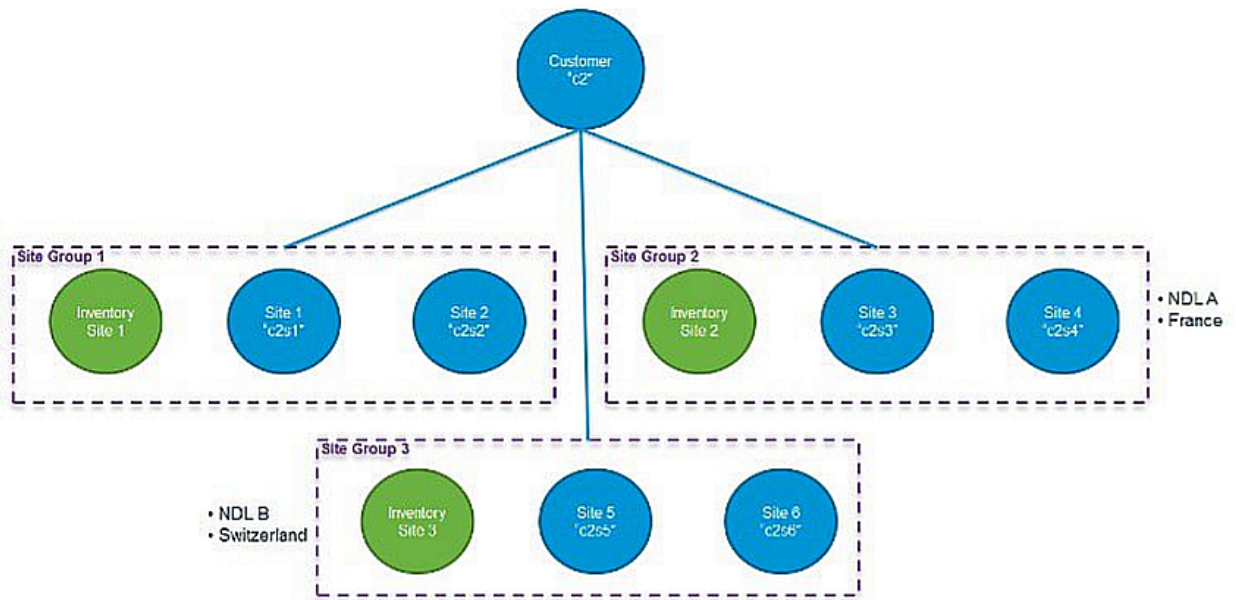 Customer
"c2"
Site Group 1
Inventory
Site 1
Site 1
"c2s1"
Site 2
"c2s2"
Site Group 2
Inventory
Site 2
Site 3
"c2s3"
Site 4
"c2s4"
• NDL A
• France
Site Group 3
Inventory
Site 3
Site 5
"c2s5"
Site 6
"c2s6"
• NDL B
• Switzerland